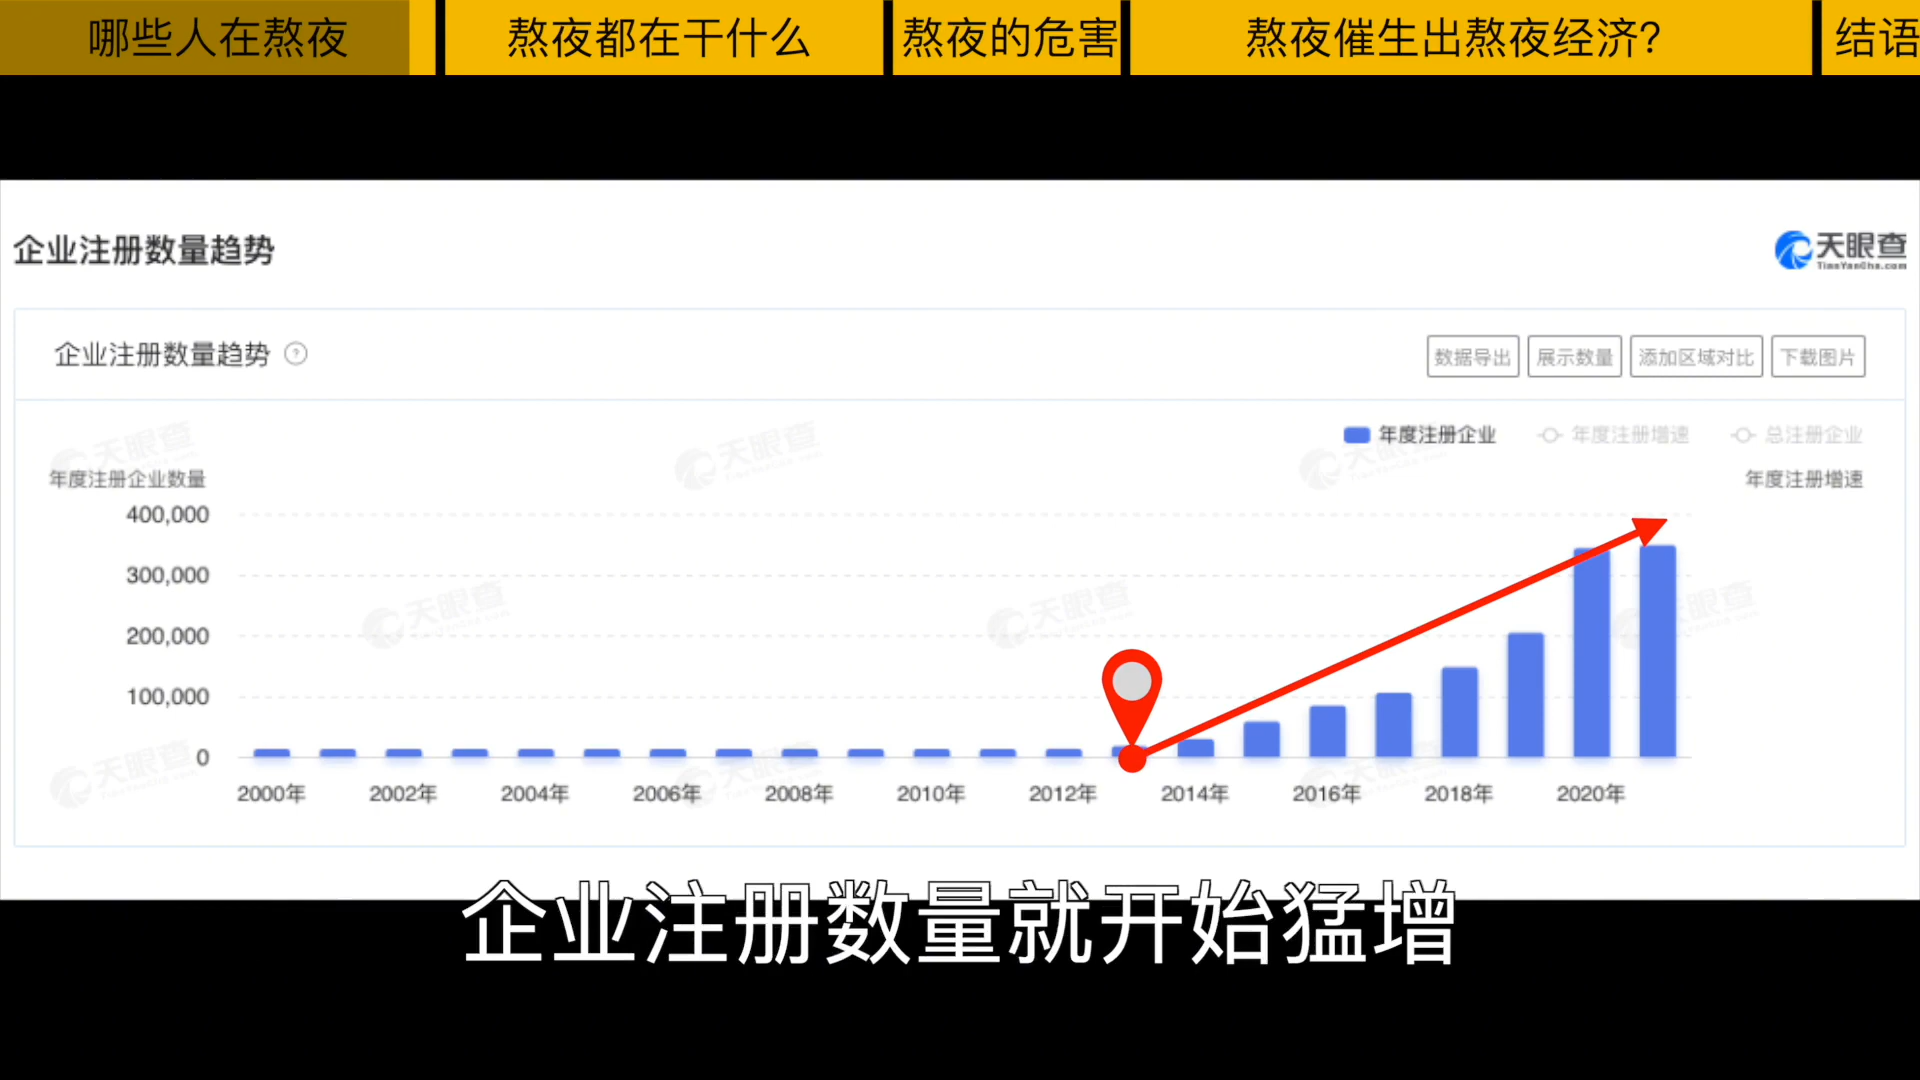 哪些人在熬夜
熬夜都在干什么
熬夜的危害
熬夜催生出熬夜经济?
结语
企业注册数量趋势
天眼查
TianYanCha.com
企业注册数量趋势 ?
数据导出
展示数量
添加区域对比
下载图片
年度注册企业
年度注册增速
总注册企业
年度注册企业数量
年度注册增速
400,000
300,000
200,000
100,000
0
2000年
2002年
2004年
2006年
2008年
2010年
2012年
2014年
2016年
2018年
2020年
企业注册数量就开始猛增